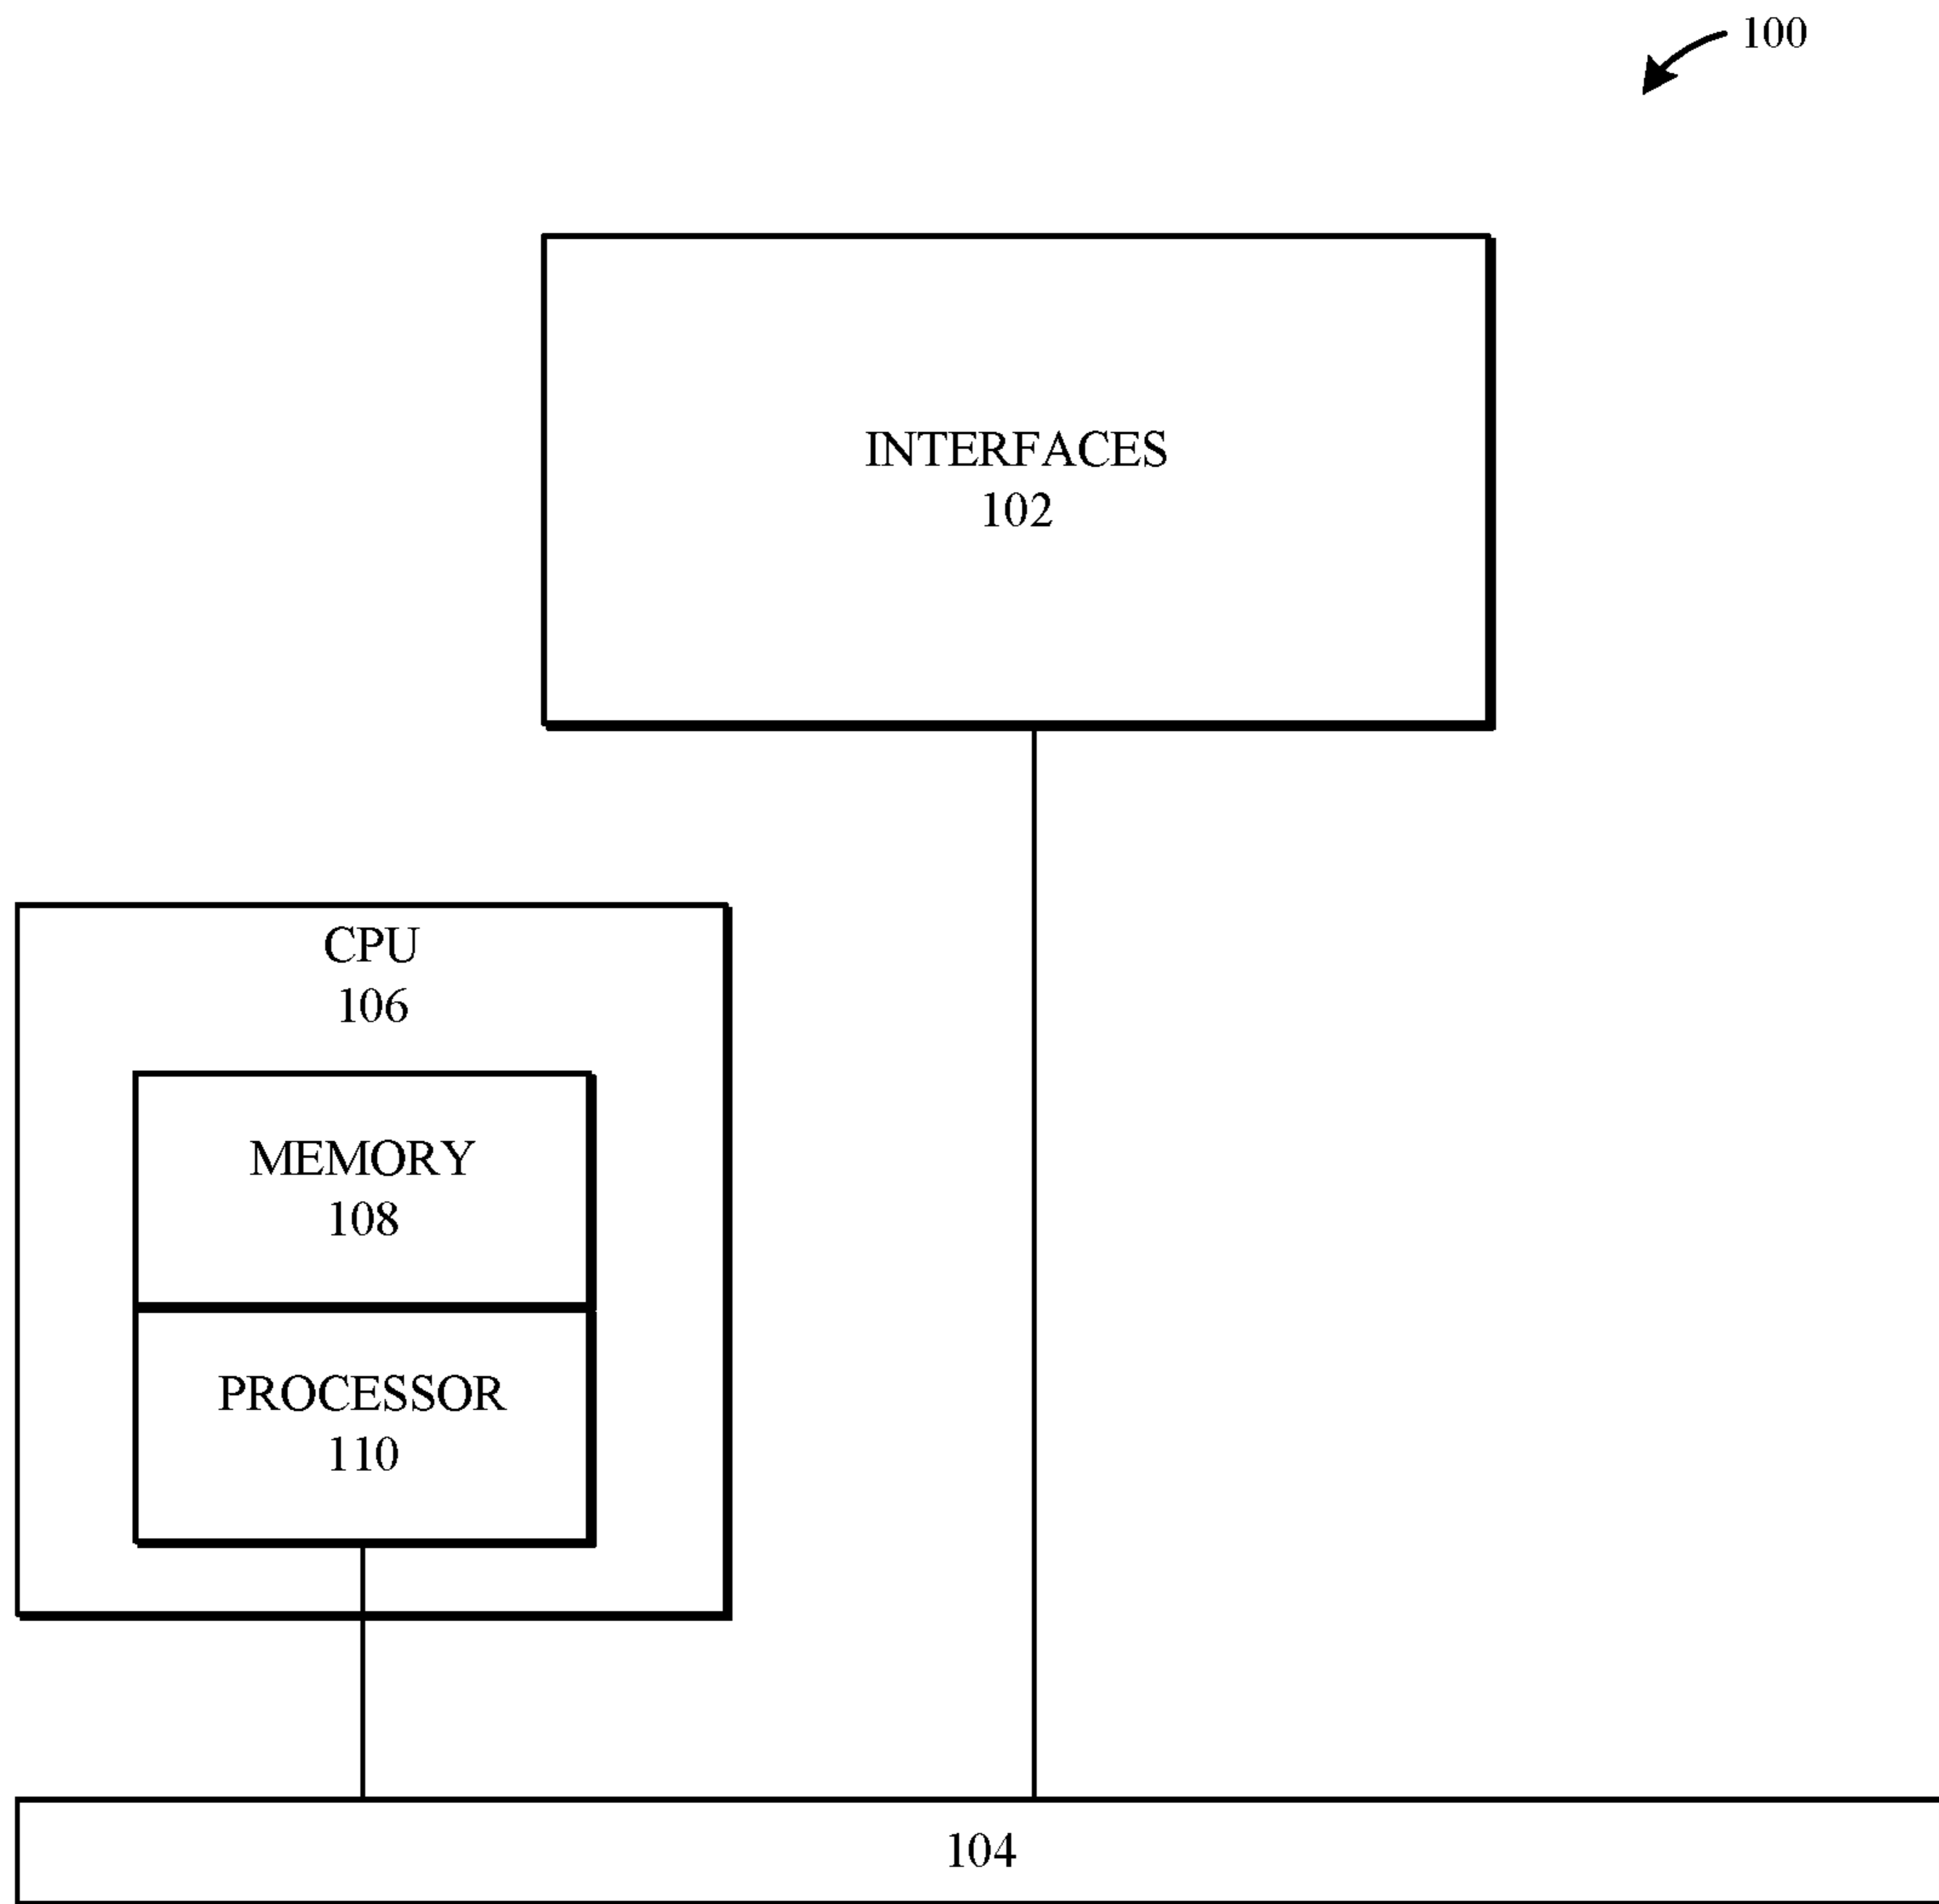 100
INTERFACES
102
CPU
106
MEMORY
108
PROCESSOR
110
104